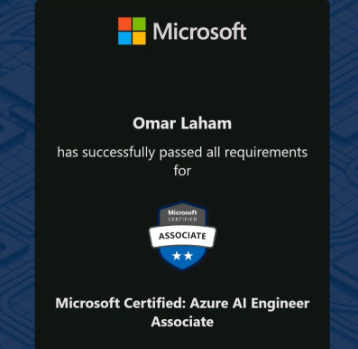 Microsoft
Omar Laham
has successfully passed all requirements
for
Microsoft
CERTIFIED
ASSOCIATE
Microsoft Certified: Azure AI Engineer
Associate